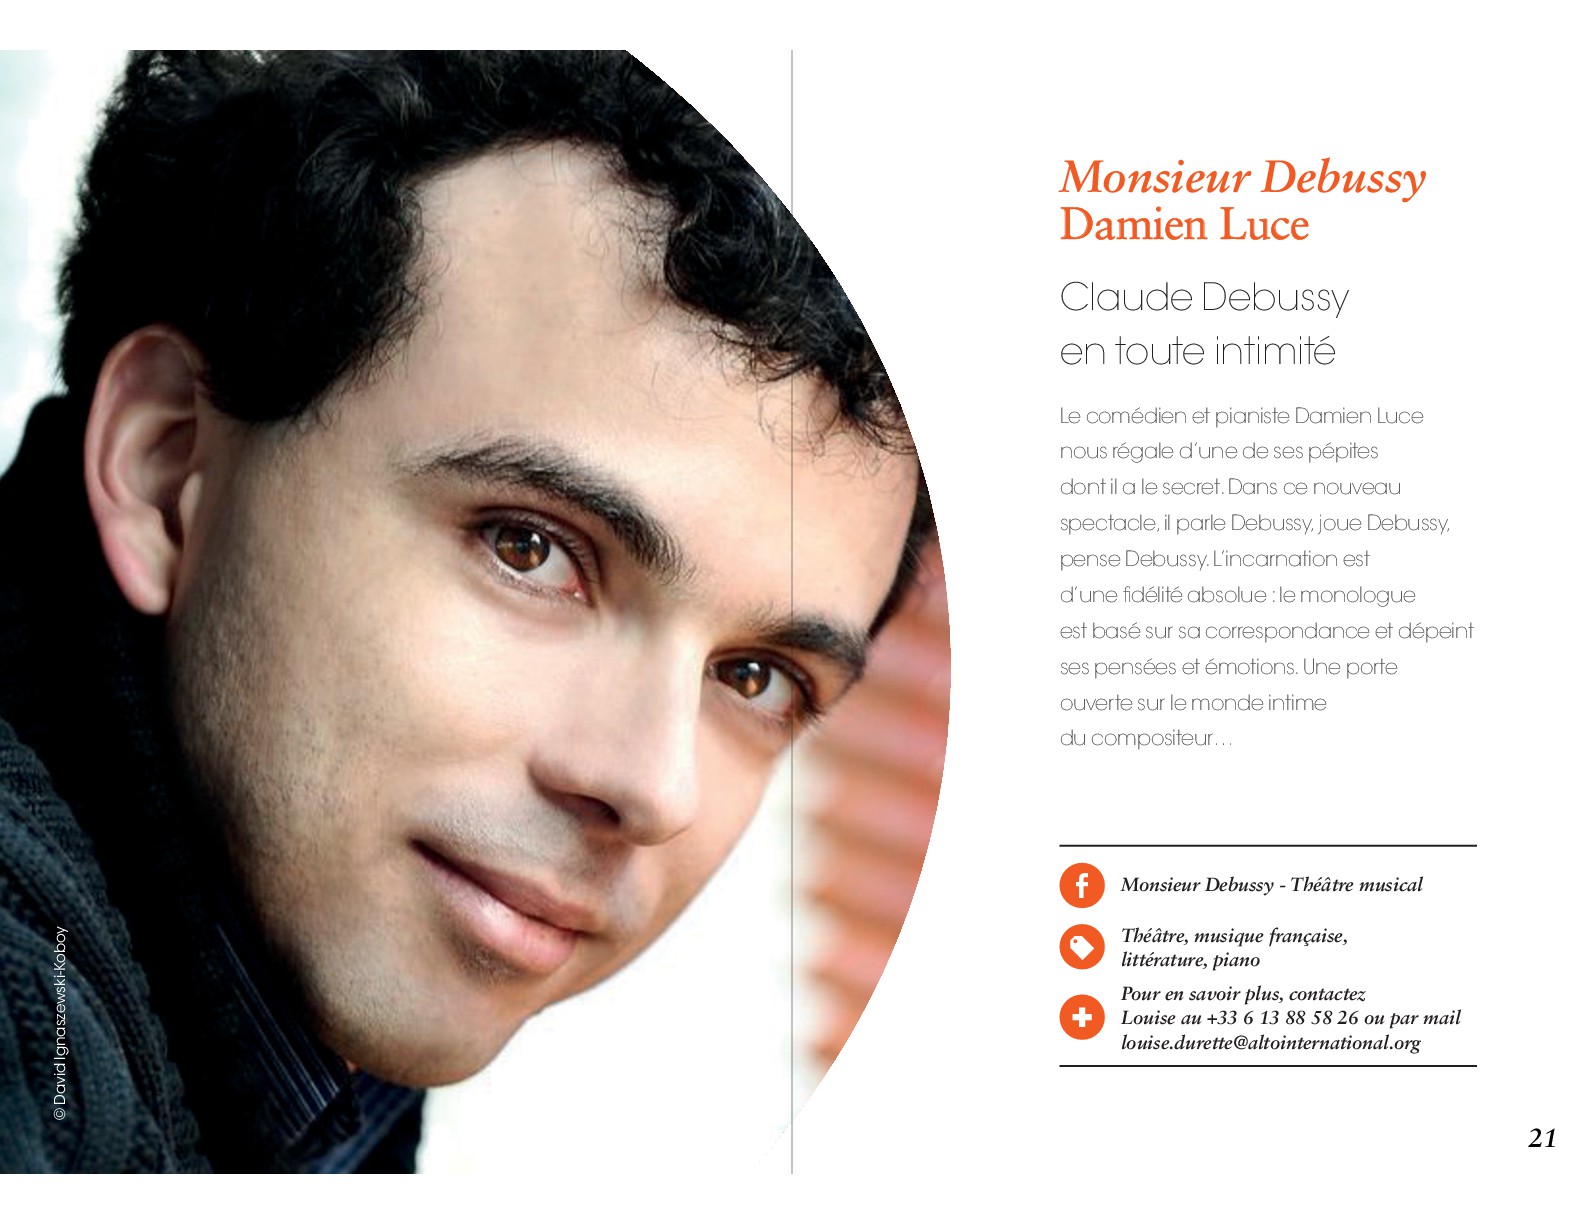 Monsieur Debussy
Damien Luce
Claude Debussy
en toute intimité
Le comédien et pianiste Damien Luce
nous régale d’une de ses pépites
dont il a le secret. Dans ce nouveau
spectacle, il parle Debussy, joue Debussy,
pense Debussy. L’incarnation est
d’une fidélité absolue : le monologue
est basé sur sa correspondance et dépeint
ses pensées et émotions. Une porte
ouverte sur le monde intime
du compositeur…
Monsieur Debussy - Théâtre musical
Théâtre, musique française,
littérature, piano
Pour en savoir plus, contactez
Louise au +33 6 13 88 58 26 ou par mail
louise.durette@altointernational.org
© David Ignaszewski-Koboy
21